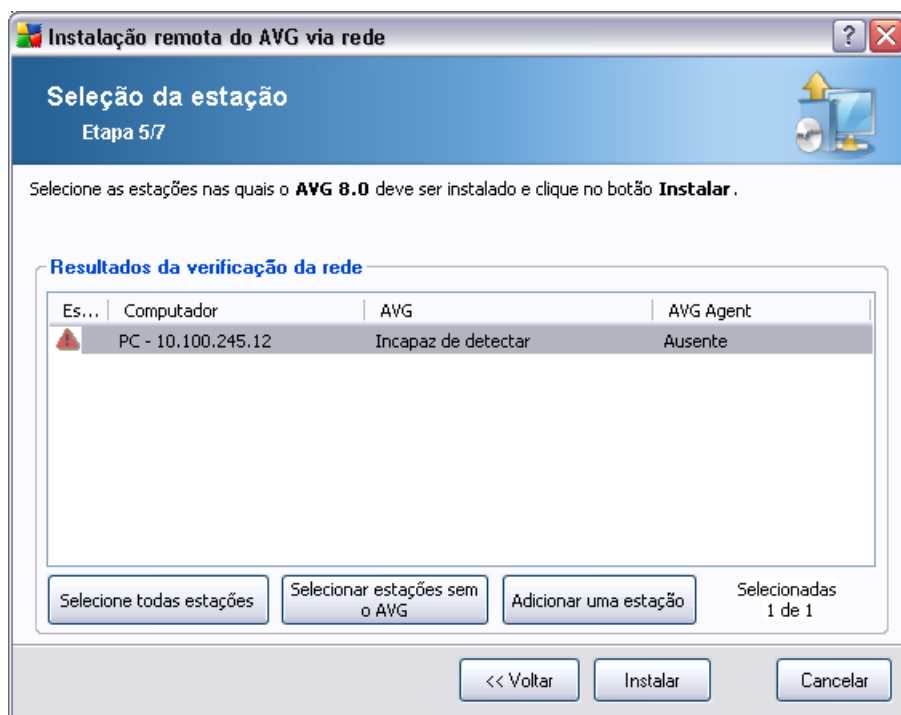 Instalação remota do AVG via rede
Seleção da estação
Etapa 5/7
Selecione as estações nas quais o AVG 8.0 deve ser instalado e clique no botão Instalar.
Resultados da verificação da rede
Es... Computador AVG AVG Agent
PC - 10.100.245.12 Incapaz de detectar Ausente
Selecione todas estações
Selecionar estações sem
o AVG
Adicionar uma estação
Selecionadas
1 de 1
<< Voltar
Instalar
Cancelar